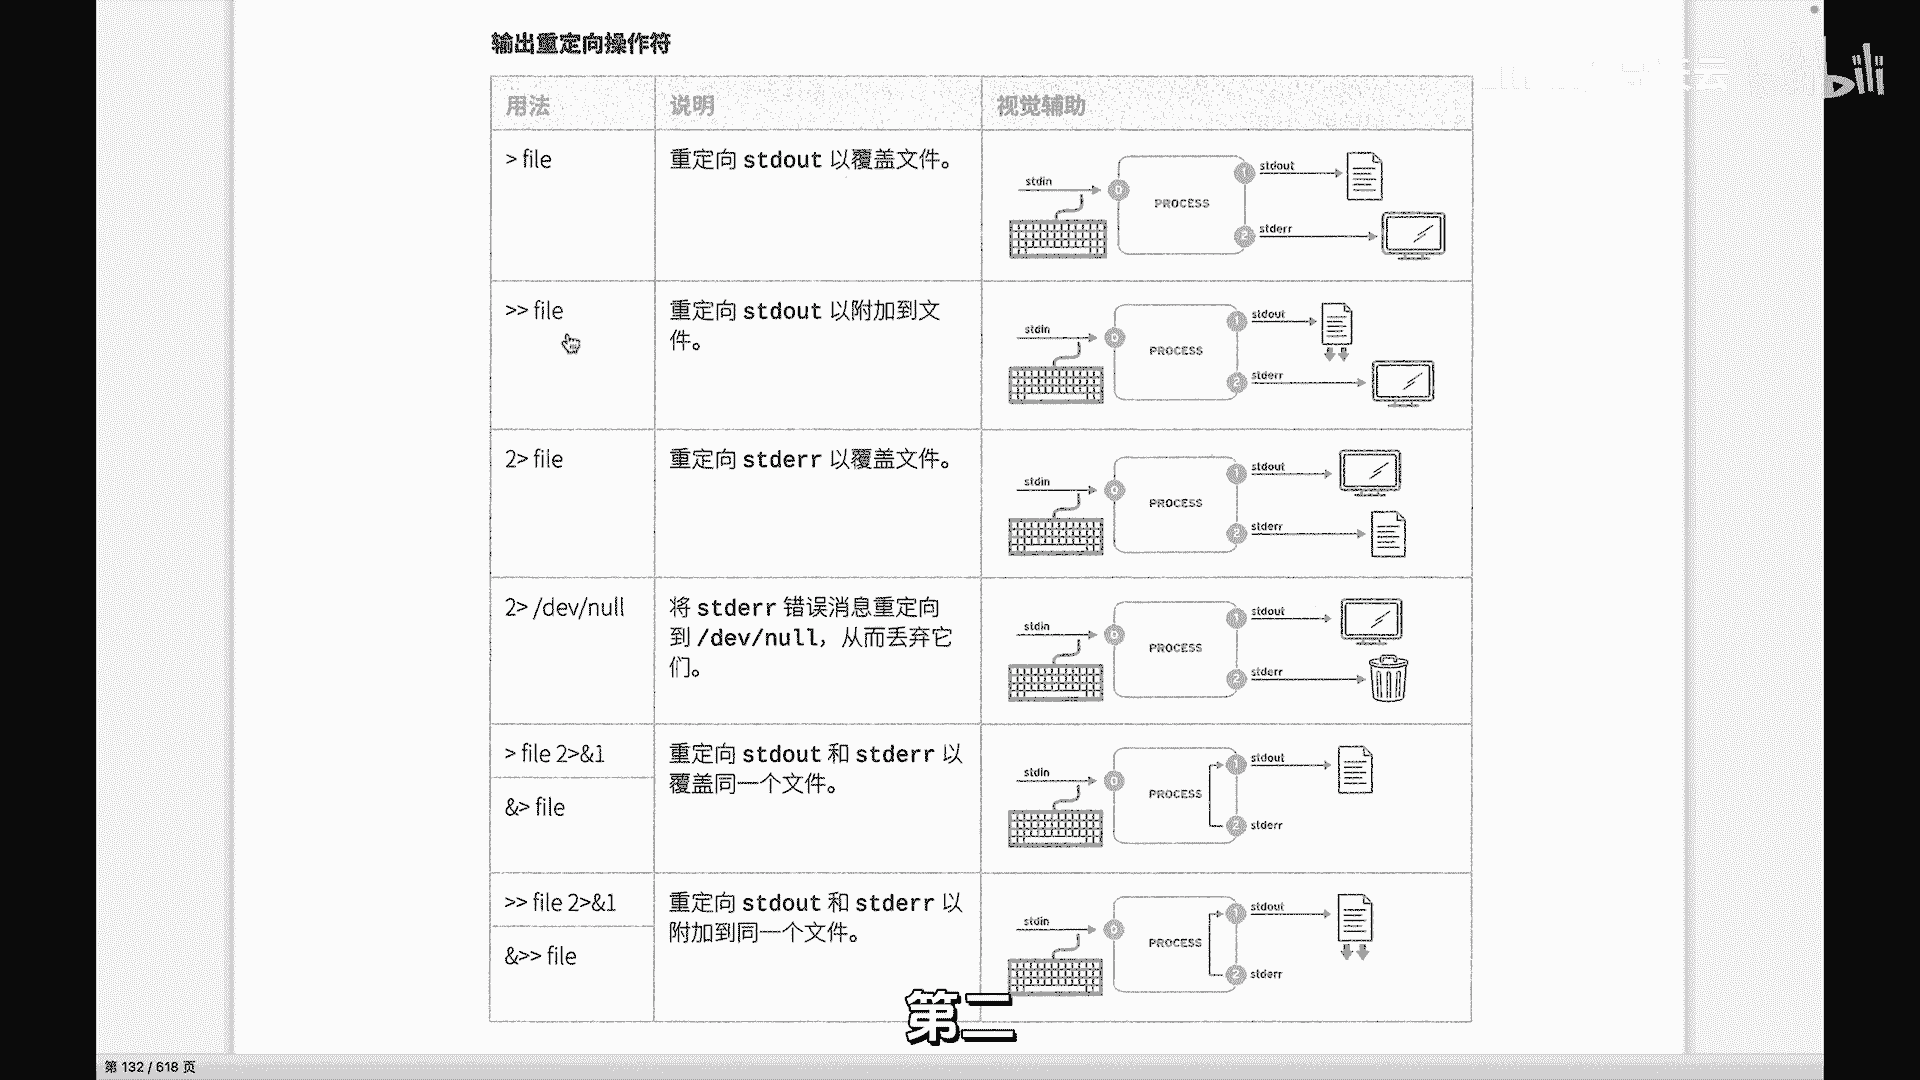 输出重定向操作符
用法
说明
视觉辅助
> file
重定向 stdout 以覆盖文件。
stdin
0
PROCESS
1
stdout
2
stderr
>> file
重定向 stdout 以附加到文
件。
stdin
0
PROCESS
1
stdout
2
stderr
2> file
重定向 stderr 以覆盖文件。
stdin
0
PROCESS
1
stdout
2
stderr
2> /dev/null
将 stderr 错误消息重定向
到 /dev/null，从而丢弃它
们。
stdin
0
PROCESS
1
stdout
2
stderr
> file 2>&1
&> file
重定向 stdout 和 stderr 以
覆盖同一个文件。
stdin
0
PROCESS
1
stdout
2
stderr
>> file 2>&1
&>> file
重定向 stdout 和 stderr 以
附加到同一个文件。
stdin
0
PROCESS
1
stdout
2
stderr
第二
第 132 / 618 页